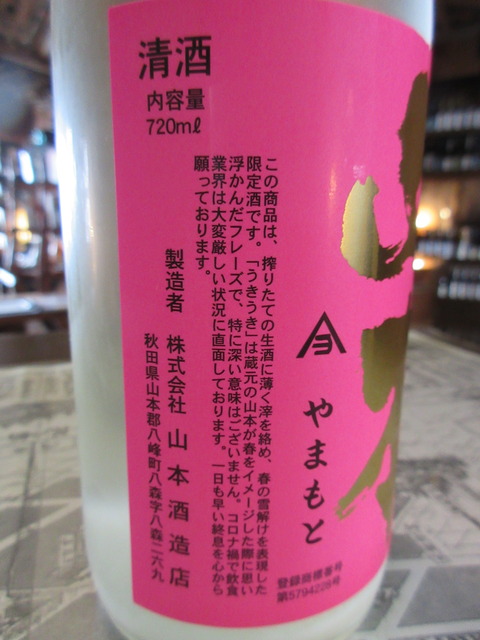 清酒
内容量
720mℓ
この商品は、搾りたての生酒に薄く滓を絡め、春の雪解けを表現した
限定酒です。「うきうき」は蔵元の山本が春をイメージした際に思い
浮かんだフレーズで、特に深い意味はございません。コロナ禍で飲食
業界は大変厳しい状況に直面しております。一日も早い終息を心から
願っております。
製造者 株式会社 山本酒造店
秋田県山本郡八峰町八森字八森二六九
ヨ
やまもと
登録商標番号
第5794228号